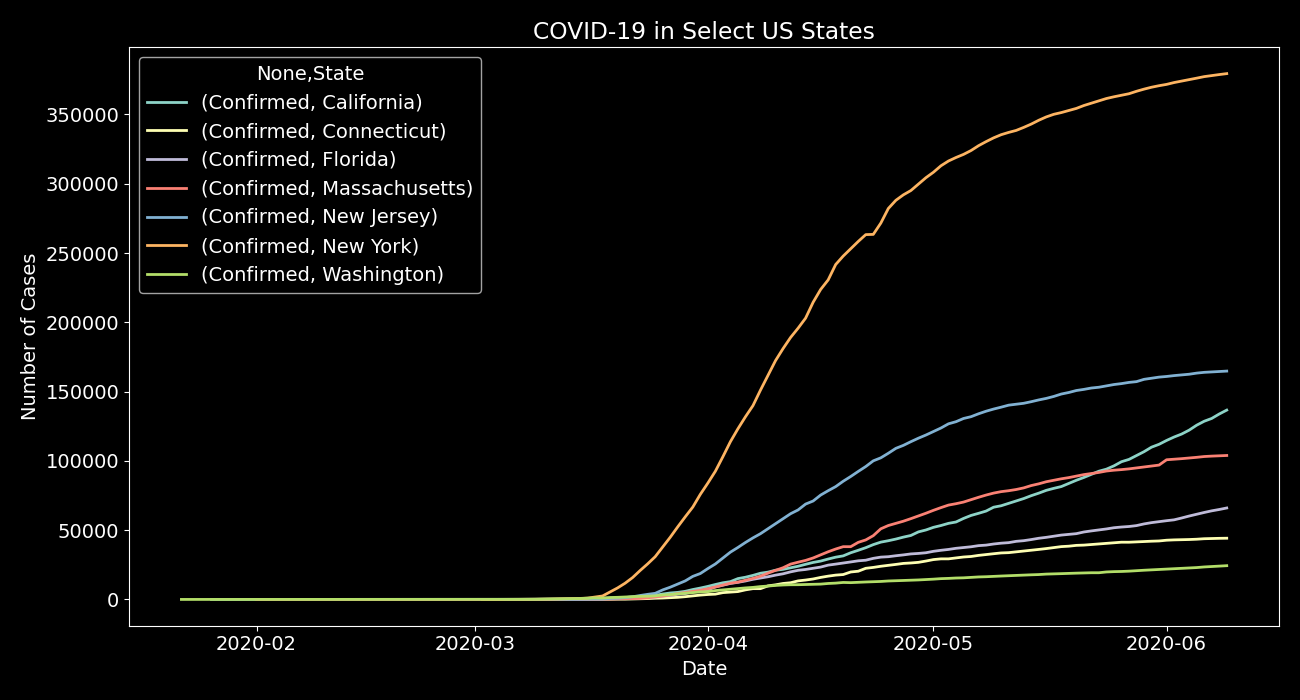 COVID-19 in Select US States
None,State
(Confirmed, California)
(Confirmed, Connecticut)
(Confirmed, Florida)
(Confirmed, Massachusetts)
(Confirmed, New Jersey)
(Confirmed, New York)
(Confirmed, Washington)
350000
300000
250000
200000
150000
100000
50000
0
Number of Cases
2020-02
2020-03
2020-04
2020-05
2020-06
Date